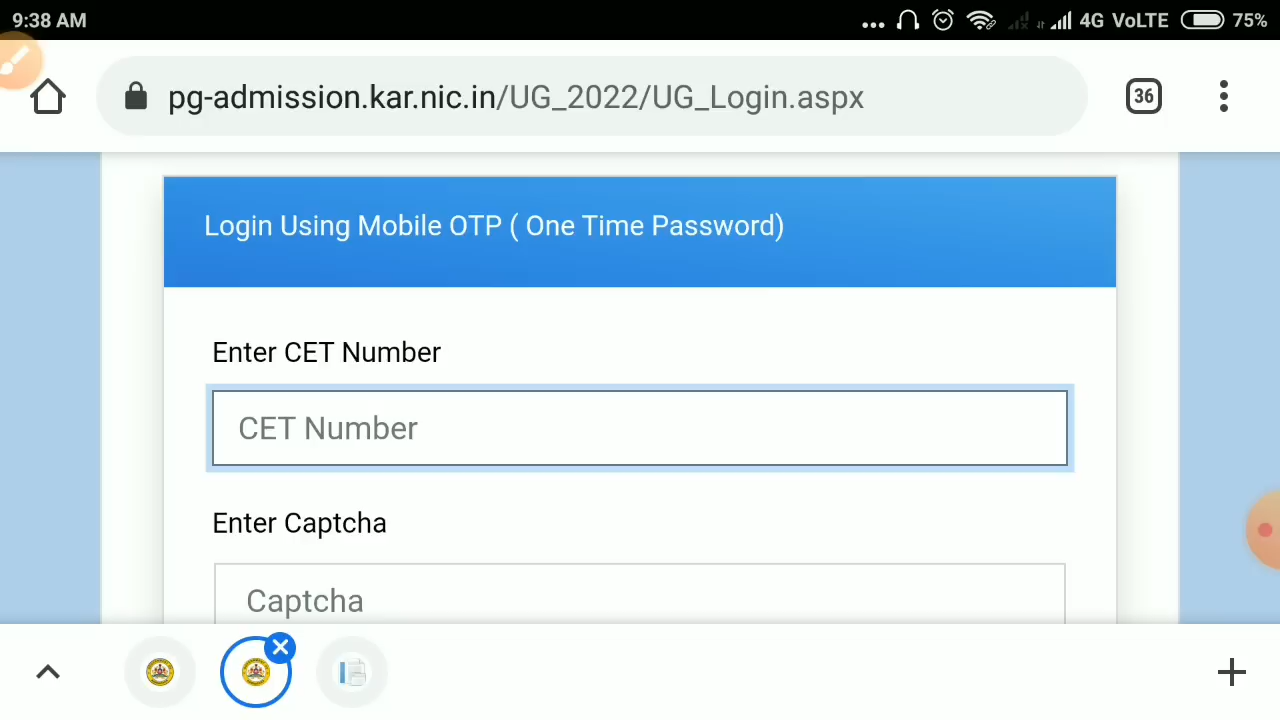 9:38 AM
4G VoLTE 75%
pg-admission.kar.nic.in/UG_2022/UG_Login.aspx
36
Login Using Mobile OTP ( One Time Password)
Enter CET Number
CET Number
Enter Captcha
Captcha